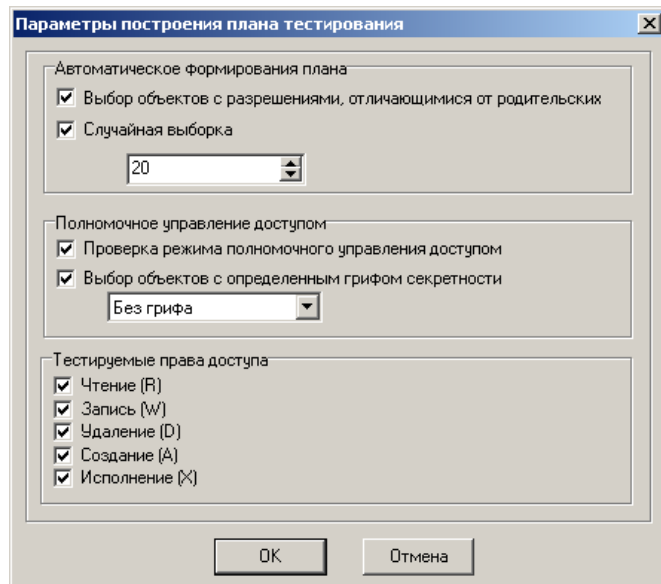 Параметры построения плана тестирования
Автоматическое формирования плана
Выбор объектов с разрешениями, отличающимися от родительских
Случайная выборка
20
Полномочное управление доступом
Проверка режима полномочного управления доступом
Выбор объектов с определенным грифом секретности
Без грифа
Тестируемые права доступа
Чтение (R)
Запись (W)
Удаление (D)
Создание (A)
Исполнение (X)
OK
Отмена